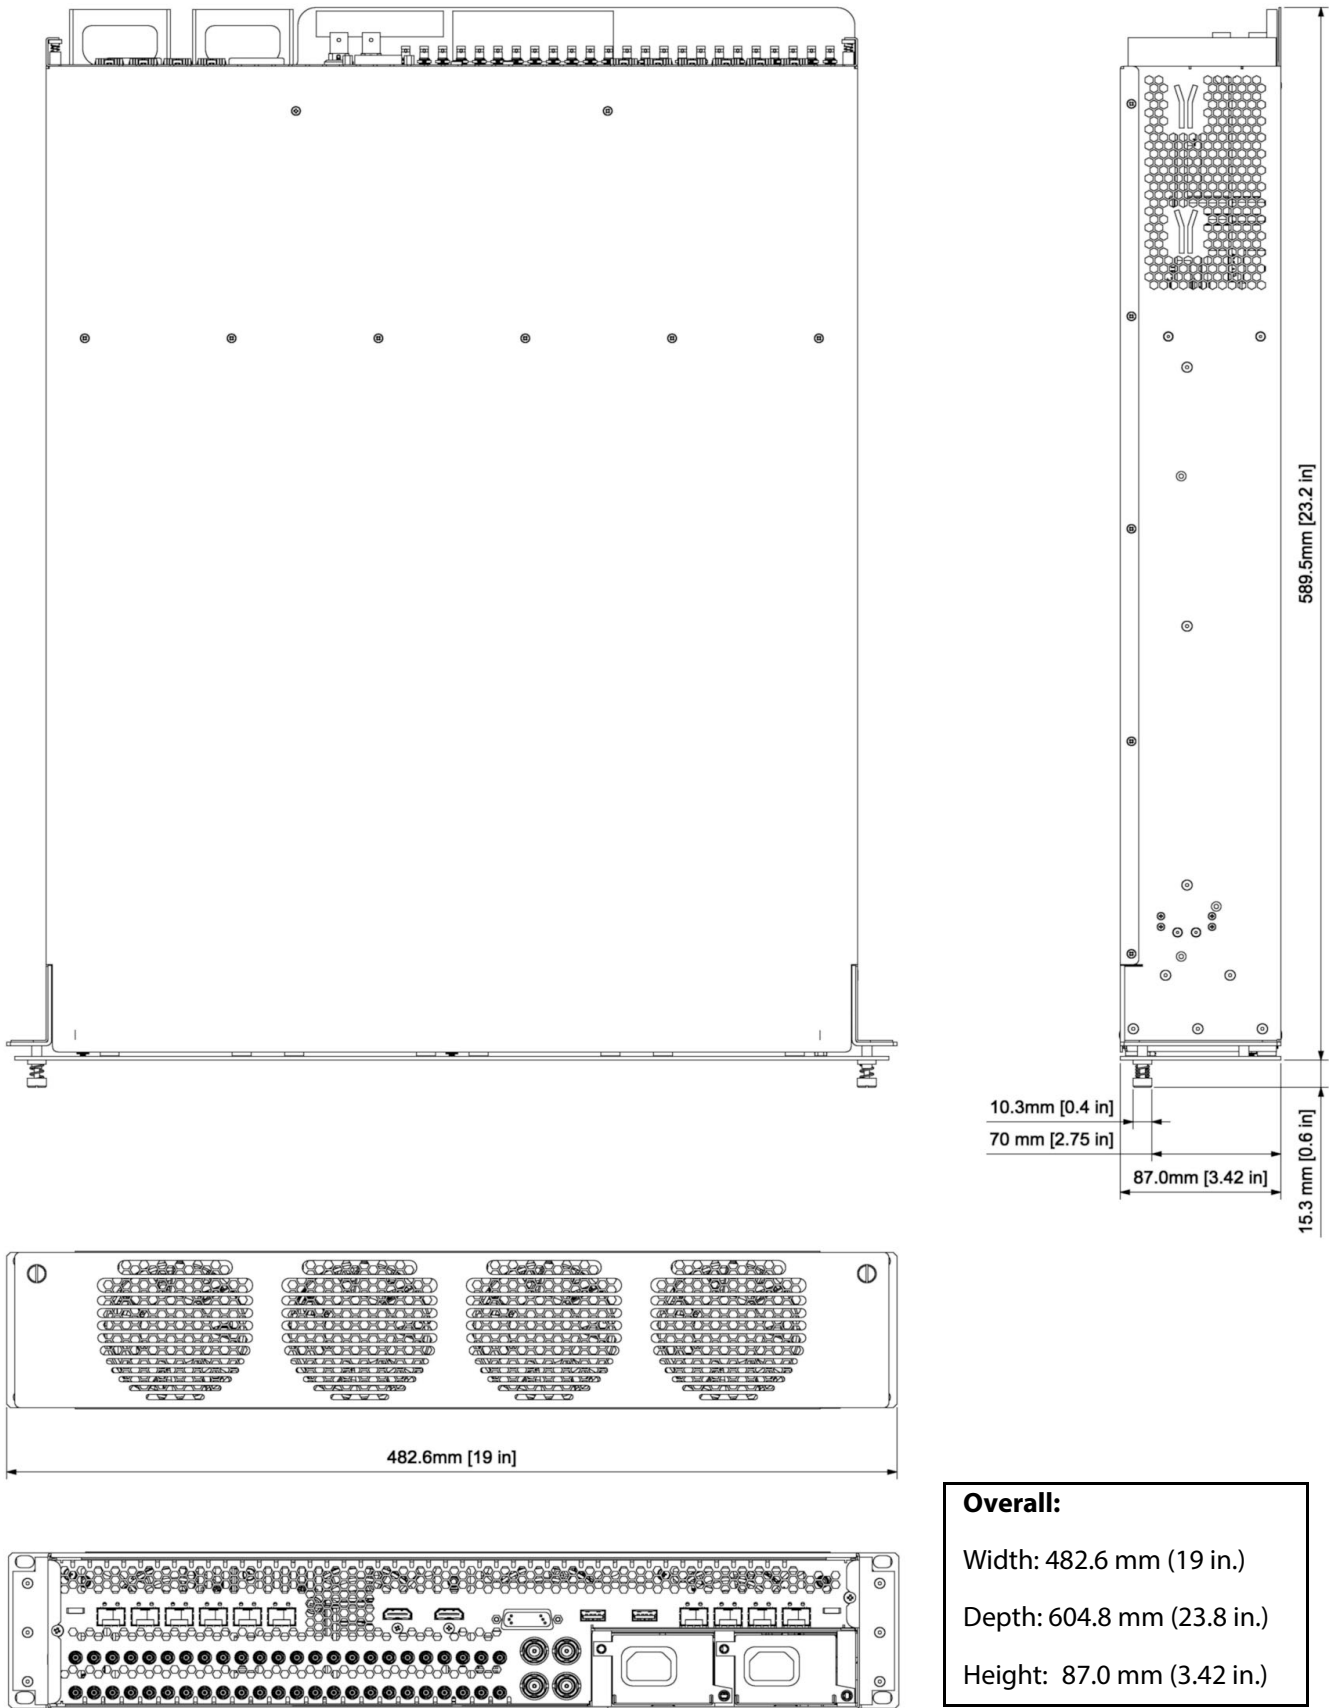 589.5mm [23.2 in]
10.3mm [0.4 in]
70 mm [2.75 in]
87.0mm [3.42 in]
15.3 mm [0.6 in]
482.6mm [19 in]
Overall:
Width: 482.6 mm (19 in.)
Depth: 604.8 mm (23.8 in.)
Height: 87.0 mm (3.42 in.)